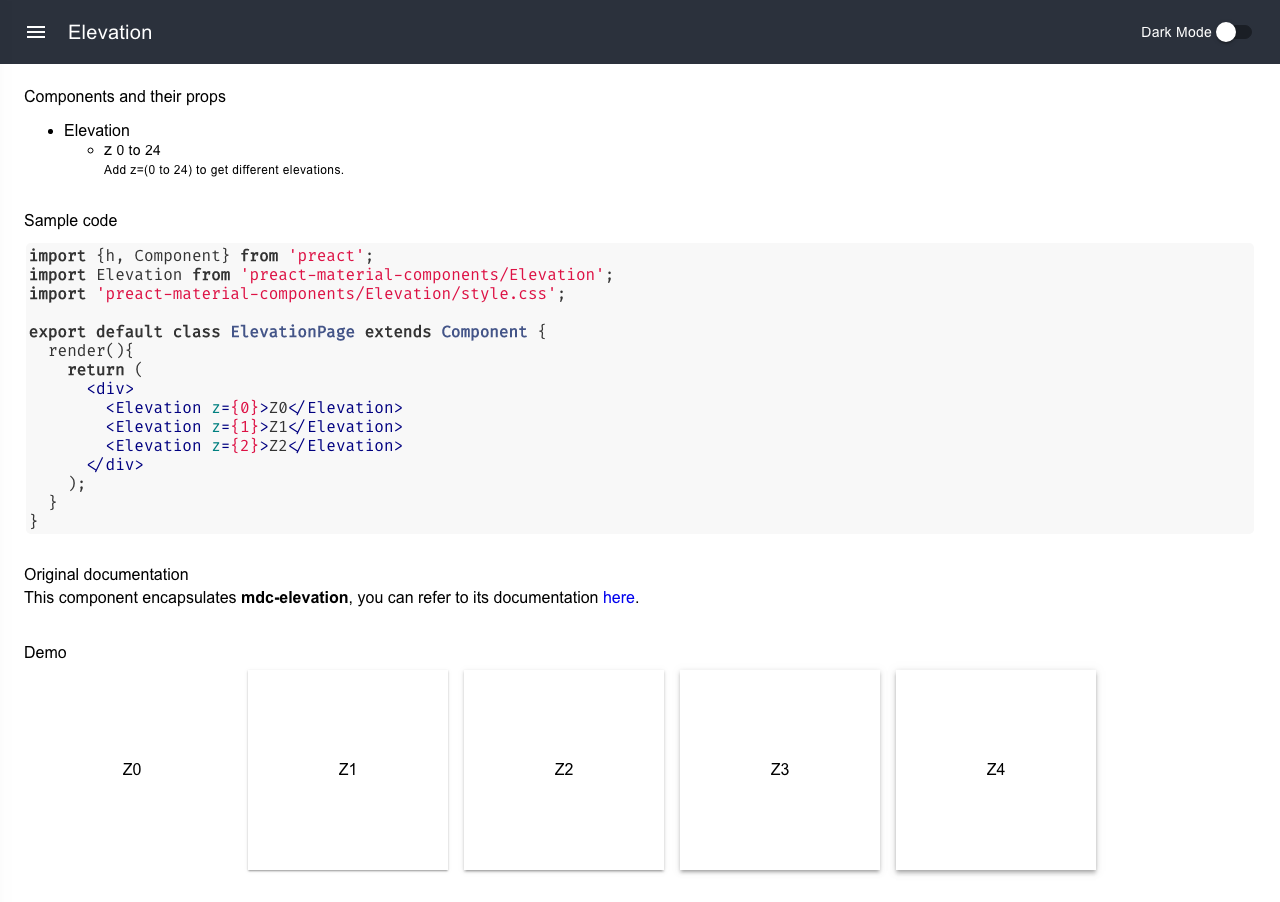 Elevation
Dark Mode
Components and their props
Elevation
z 0 to 24
Add z=(0 to 24) to get different elevations.
Sample code
import {h, Component} from 'preact';
import Elevation from 'preact-material-components/Elevation';
import 'preact-material-components/Elevation/style.css';
export default class ElevationPage extends Component {
  render(){
    return (
      <div>
        <Elevation z={0}>Z0</Elevation>
        <Elevation z={1}>Z1</Elevation>
        <Elevation z={2}>Z2</Elevation>
      </div>
    );
  }
}
Original documentation
This component encapsulates mdc-elevation, you can refer to its documentation here.
Demo
Z0 Z1 Z2 Z3 Z4